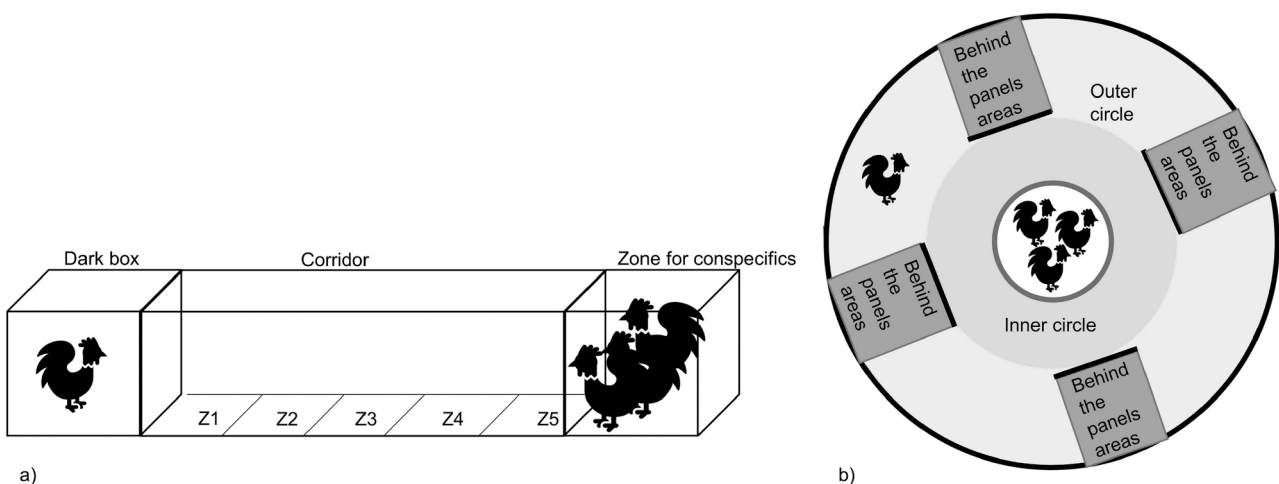 Dark box
Corridor
Zone for conspecifics
Z1
Z2
Z3
Z4
Z5
a)
Behind
the
panels
areas
Outer
circle
Behind
the
panels
areas
Behind
the
panels
areas
Inner circle
Behind
the
panels
areas
b)